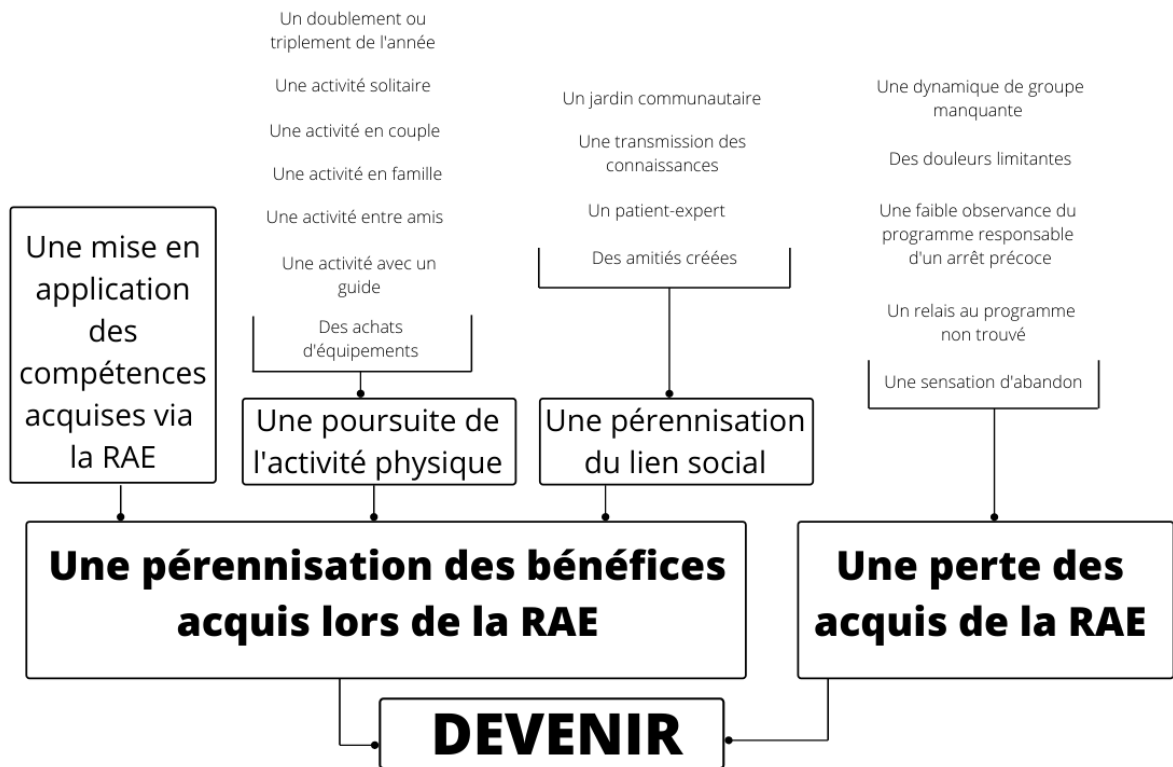 Un doublement ou
triplement de l'année
Une activité solitaire
Une activité en couple
Une activité en famille
Une activité entre amis
Une activité avec un
guide
Des achats
d'équipements
Un jardin communautaire
Une transmission des
connaissances
Un patient-expert
Des amitiés créées
Une dynamique de groupe
manquante
Des douleurs limitantes
Une faible observance du
programme responsable
d'un arrêt précoce
Un relais au programme
non trouvé
Une sensation d'abandon
Une mise en
application
des
compétences
acquises via
la RAE
Une poursuite de
l'activité physique
Une pérennisation
du lien social
Une pérennisation des bénéfices
acquis lors de la RAE
Une perte des
acquis de la RAE
DEVENIR